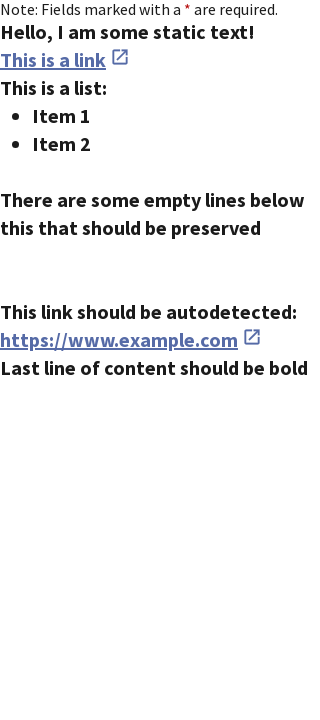 Note: Fields marked with a * are required.
Hello, I am some static text!
This is a link
This is a list:
• Item 1
• Item 2
There are some empty lines below
this that should be preserved
This link should be autodetected:
https://www.example.com
Last line of content should be bold